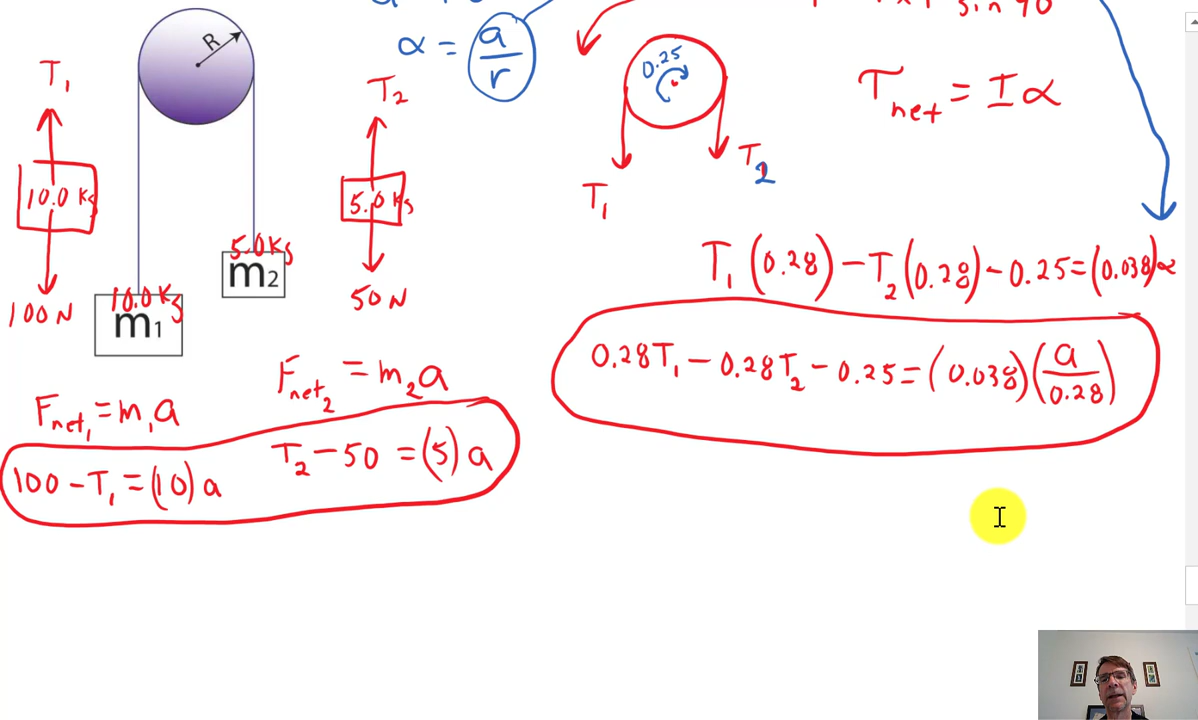 α = a/r
R
T₁
10.0 Kg
100 N
T₂
5.0 Kg
50 N
5.0 Kg
m₂
10.0 Kg
m₁
0.25
T₁
T₂
τnet = Iα
T₁(0.28) – T₂(0.28) – 0.25 = (0.038)α
0.28T₁ – 0.28T₂ – 0.25 = (0.038)(a/0.28)
Fnet₂ = m₂a
Fnet₁ = m₁a
T₂ – 50 = (5)a
100 – T₁ = (10)a